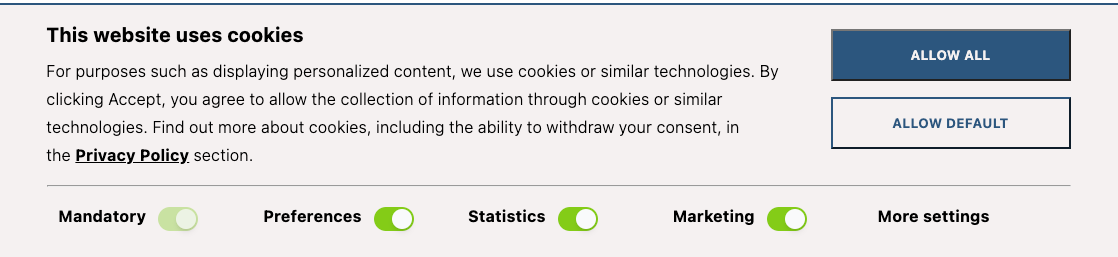 This website uses cookies
For purposes such as displaying personalized content, we use cookies or similar technologies. By
clicking Accept, you agree to allow the collection of information through cookies or similar
technologies. Find out more about cookies, including the ability to withdraw your consent, in
the Privacy Policy section.
ALLOW ALL
ALLOW DEFAULT
Mandatory Preferences Statistics Marketing More settings